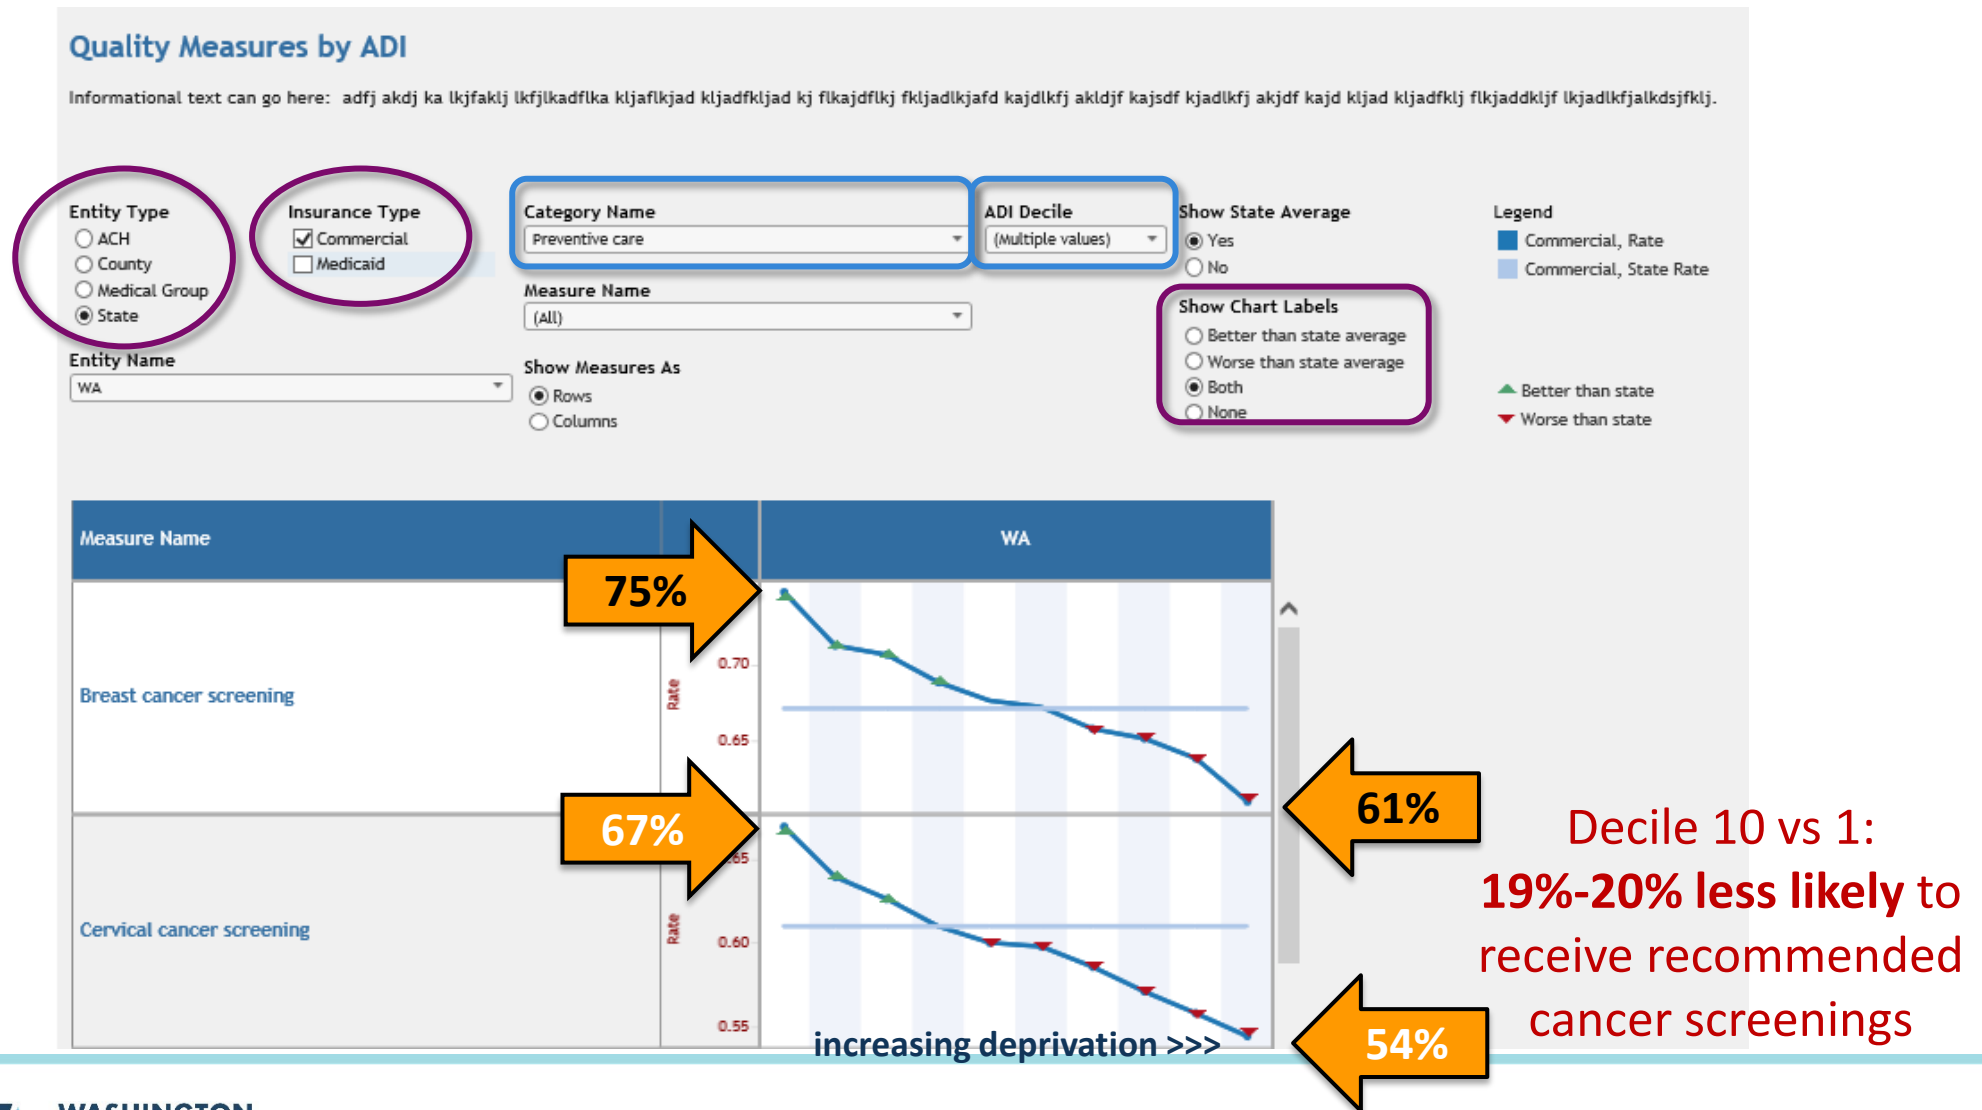 Quality Measures by ADI
Informational text can go here: adfj akdj ka lkjfaklj lkfjlkadflka kljaflkjad kljadfkljad kj flkajdflkj fkljadlkjafd kajdlkfj akldjf kajsdf kjadlkfj akjdf kajd kljad kljadfklj flkjaddkljf lkjadlkfjalkdsjfklj.
Entity Type
ACH
County
Medical Group
State
Entity Name
WA
Insurance Type
Commercial
Medicaid
Category Name
Preventive care
Measure Name
(All)
Show Measures As
Rows
Columns
ADI Decile
(Multiple values)
Show State Average
Yes
No
Show Chart Labels
Better than state average
Worse than state average
Both
None
Legend
Commercial, Rate
Commercial, State Rate
Better than state
Worse than state
Measure Name
WA
75%
Breast cancer screening
Rate
0.70
0.65
61%
67%
Cervical cancer screening
Rate
0.60
0.55
54%
increasing deprivation >>>
Decile 10 vs 1:
19%-20% less likely to
receive recommended
cancer screenings